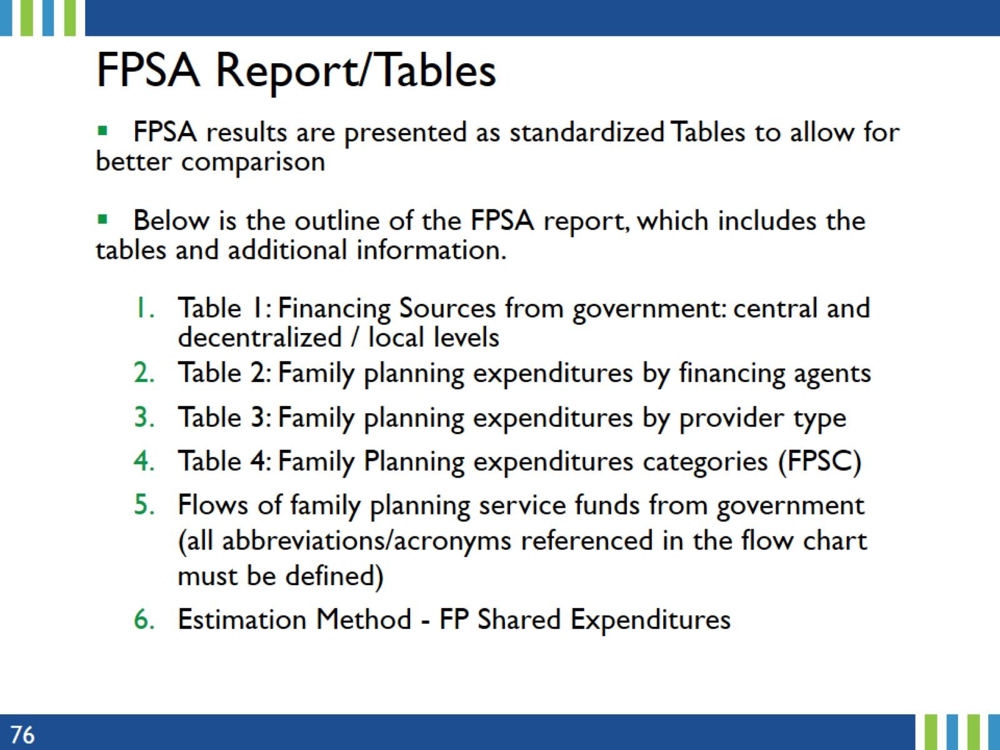 FPSA Report/Tables
▪ FPSA results are presented as standardized Tables to allow for
better comparison
▪ Below is the outline of the FPSA report, which includes the
tables and additional information.
1. Table 1: Financing Sources from government: central and
decentralized / local levels
2. Table 2: Family planning expenditures by financing agents
3. Table 3: Family planning expenditures by provider type
4. Table 4: Family Planning expenditures categories (FPSC)
5. Flows of family planning service funds from government
(all abbreviations/acronyms referenced in the flow chart
must be defined)
6. Estimation Method - FP Shared Expenditures
76